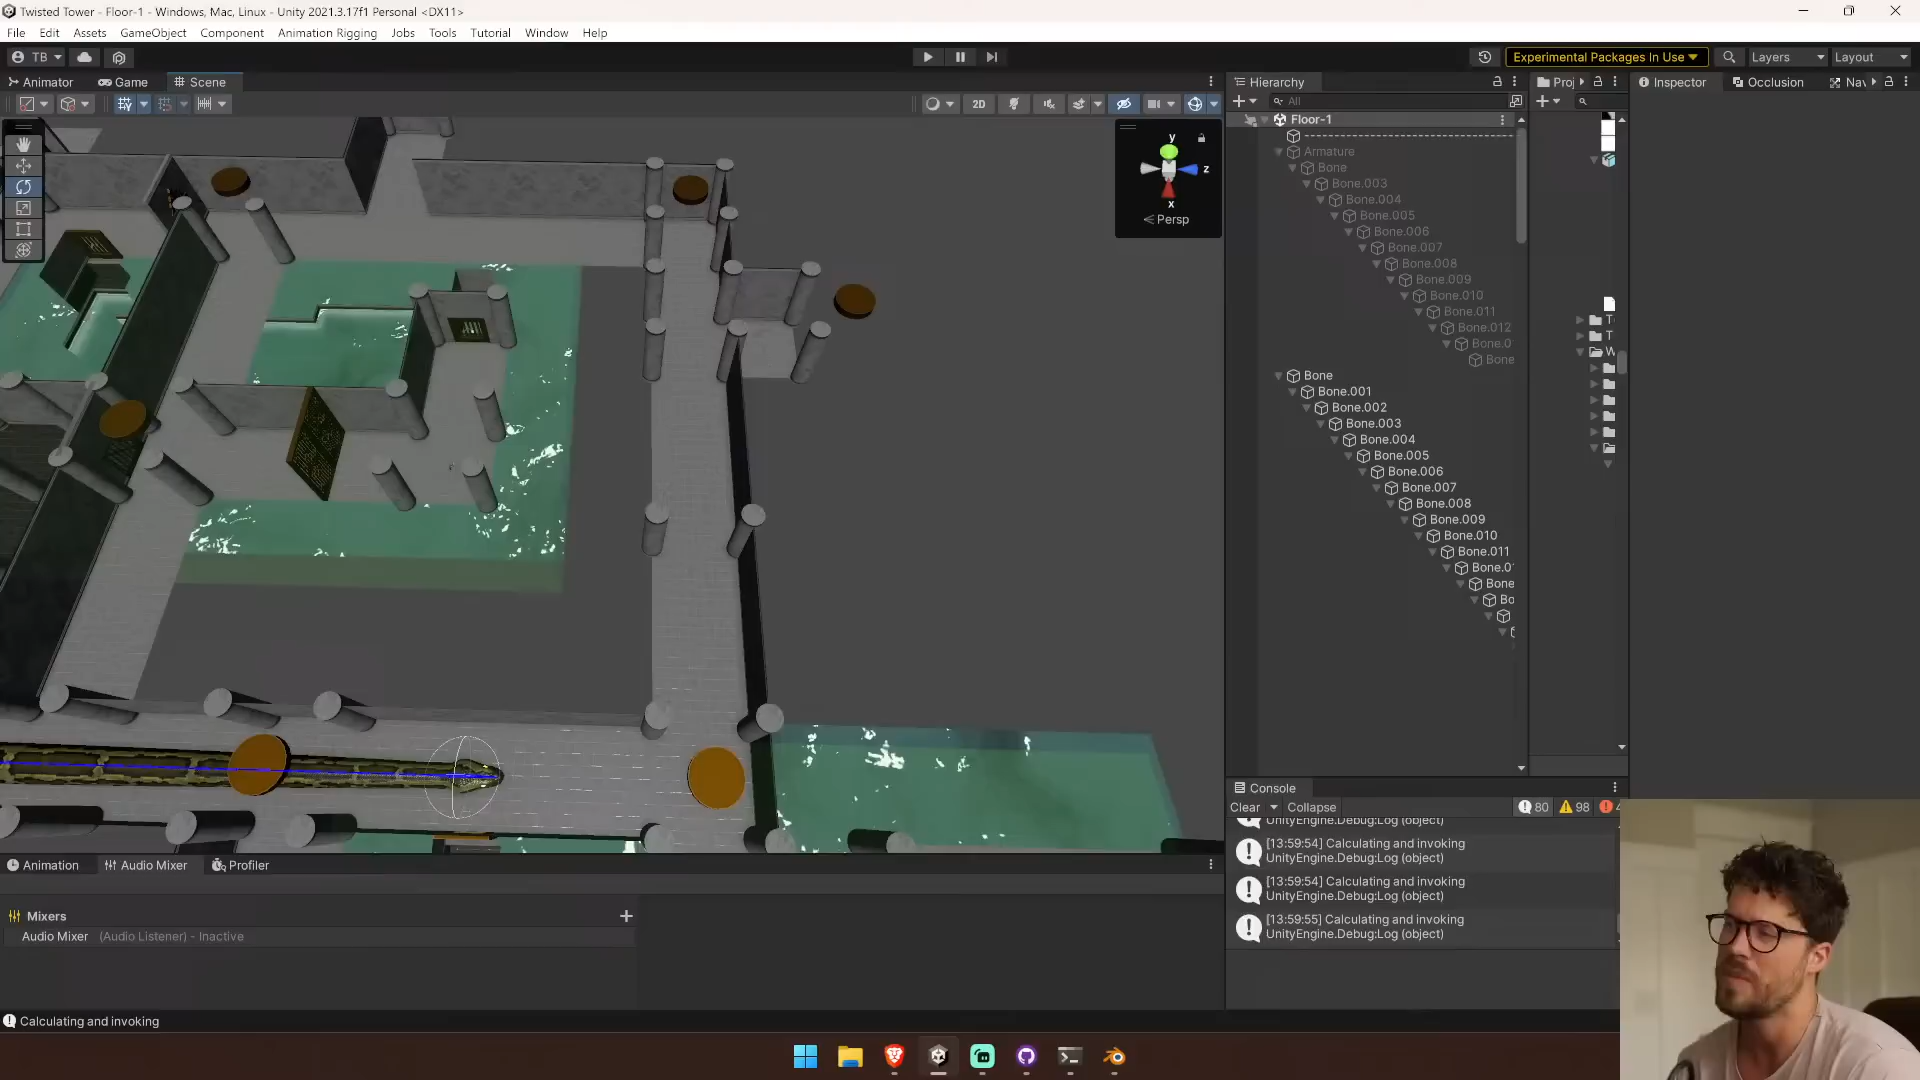 Twisted Tower - Floor-1 - Windows, Mac, Linux - Unity 2021.3.17f1 Personal <DX11>
File Edit Assets GameObject Component Animation Rigging Jobs Tools Tutorial Window Help
TB Experimental Packages In Use Layers Layout
Animator Game Scene Hierarchy Proj Inspector Occlusion Nav
2D All
Floor-1
y
z
x
Persp
Armature
Bone
Bone.003
Bone.004
Bone.005
Bone.006
Bone.007
Bone.008
Bone.009
Bone.010
Bone.011
Bone.012
Bone.0
Bone
Bone
Bone.001
Bone.002
Bone.003
Bone.004
Bone.005
Bone.006
Bone.007
Bone.008
Bone.009
Bone.010
Bone.011
Bone.0
Bone
Bo
T
T
W
Console
Clear Collapse 80 98 4
UnityEngine.Debug:Log (object)
[13:59:54] Calculating and invoking
UnityEngine.Debug:Log (object)
[13:59:54] Calculating and invoking
UnityEngine.Debug:Log (object)
[13:59:55] Calculating and invoking
UnityEngine.Debug:Log (object)
Animation Audio Mixer Profiler
Mixers
Audio Mixer (Audio Listener) - Inactive
Calculating and invoking